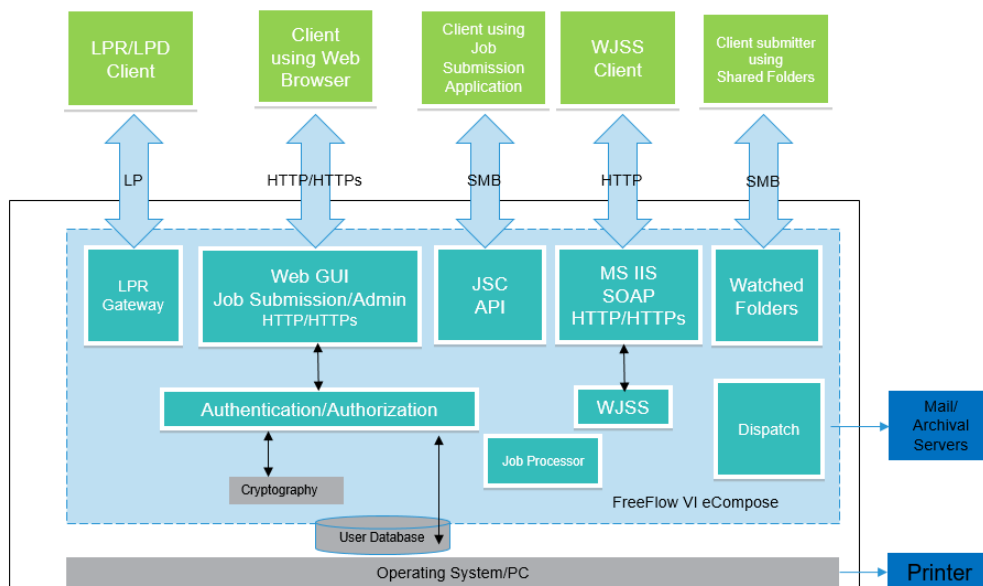 LPR/LPD
Client
Client
using Web
Browser
Client using
Job
Submission
Application
WJSS
Client
Client submitter
using
Shared Folders
LP
HTTP/HTTPs
SMB
HTTP
SMB
LPR
Gateway
Web GUI
Job Submission/Admin
HTTP/HTTPs
JSC
API
MS IIS
SOAP
HTTP/HTTPs
Watched
Folders
Authentication/Authorization
WJSS
Dispatch
Mail/
Archival
Servers
Job Processor
Cryptography
FreeFlow VI eCompose
User Database
Operating System/PC
Printer